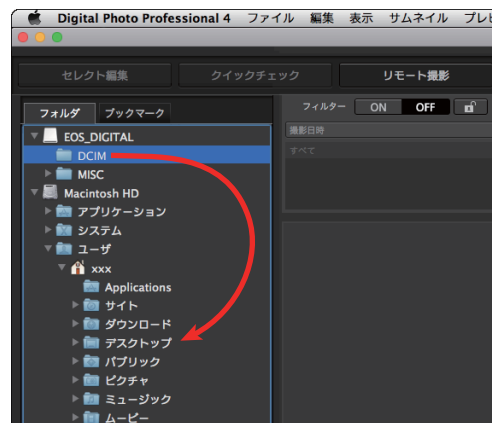 Digital Photo Professional 4 ファイル 編集 表示 サムネイル プレビ
セレクト編集 クイックチェック リモート撮影
フォルダ ブックマーク
フィルター ON OFF
撮影日時
すべて
EOS_DIGITAL
DCIM
MISC
Macintosh HD
アプリケーション
システム
ユーザ
xxx
Applications
サイト
ダウンロード
デスクトップ
パブリック
ピクチャ
ミュージック
ムービー